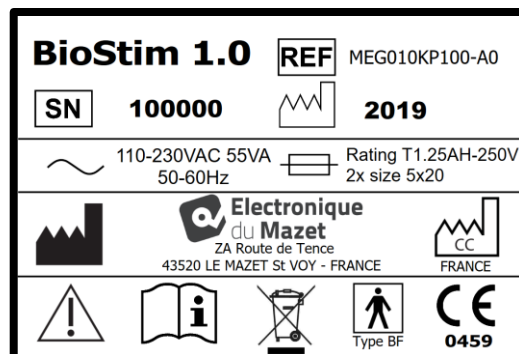 BioStim 1.0 REF MEG010KP100-A0
SN 100000 2019
110-230VAC 55VA
50-60Hz
Rating T1.25AH-250V
2x size 5x20
Electronique
du Mazet
ZA Route de Tence
43520 LE MAZET St VOY - FRANCE
CC
FRANCE
i
Type BF
CE
0459